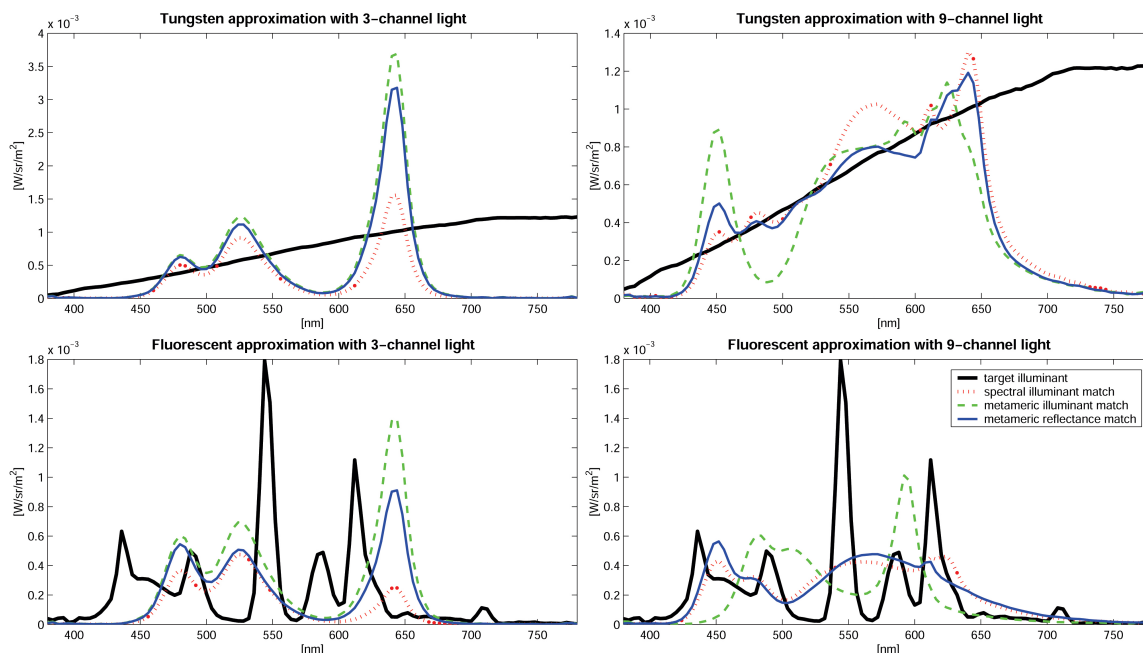 Tungsten approximation with 3−channel light
x 10⁻³
4
3.5
3
2.5
2
1.5
1
0.5
0
[W/sr/m²]
400 450 500 550 600 650 700 750
[nm]
Tungsten approximation with 9−channel light
x 10⁻³
1.4
1.2
1
0.8
0.6
0.4
0.2
0
[W/sr/m²]
400 450 500 550 600 650 700 750
[nm]
Fluorescent approximation with 3−channel light
x 10⁻³
1.8
1.6
1.4
1.2
1
0.8
0.6
0.4
0.2
0
[W/sr/m²]
400 450 500 550 600 650 700 750
[nm]
Fluorescent approximation with 9−channel light
x 10⁻³
1.8
1.6
1.4
1.2
1
0.8
0.6
0.4
0.2
0
[W/sr/m²]
400 450 500 550 600 650 700 750
[nm]
target illuminant
spectral illuminant match
metameric illuminant match
metameric reflectance match